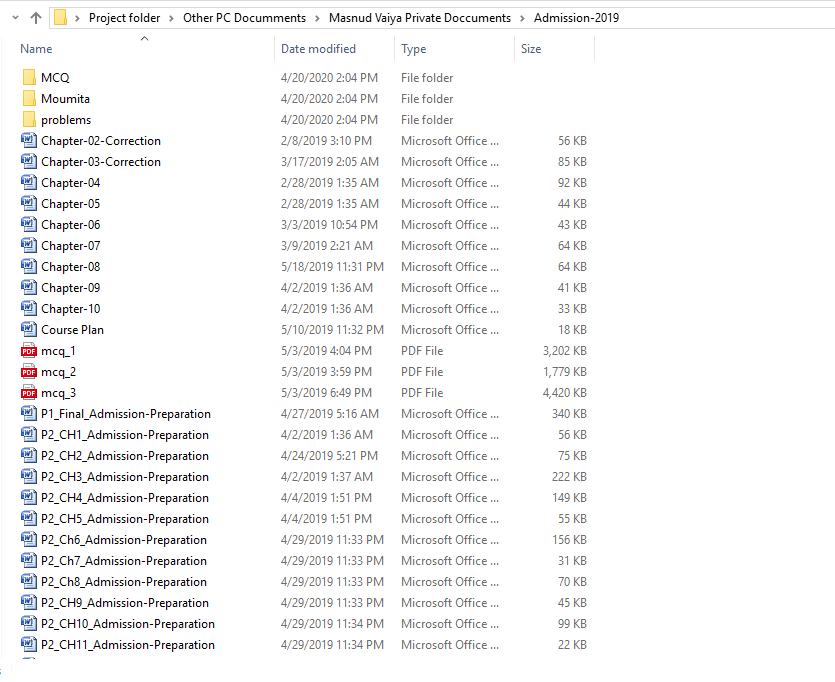 Project folder > Other PC Documments > Masnud Vaiya Private Doccuments > Admission-2019
Name Date modified Type Size
MCQ 4/20/2020 2:04 PM File folder
Moumita 4/20/2020 2:04 PM File folder
problems 4/20/2020 2:04 PM File folder
Chapter-02-Correction 2/8/2019 3:10 PM Microsoft Office ... 56 KB
Chapter-03-Correction 3/17/2019 2:05 AM Microsoft Office ... 85 KB
Chapter-04 2/28/2019 1:35 AM Microsoft Office ... 92 KB
Chapter-05 2/28/2019 1:35 AM Microsoft Office ... 44 KB
Chapter-06 3/3/2019 10:54 PM Microsoft Office ... 43 KB
Chapter-07 3/9/2019 2:21 AM Microsoft Office ... 64 KB
Chapter-08 5/18/2019 11:31 PM Microsoft Office ... 64 KB
Chapter-09 4/2/2019 1:36 AM Microsoft Office ... 41 KB
Chapter-10 4/2/2019 1:36 AM Microsoft Office ... 33 KB
Course Plan 5/10/2019 11:32 PM Microsoft Office ... 18 KB
PDF mcq_1 5/3/2019 4:04 PM PDF File 3,202 KB
PDF mcq_2 5/3/2019 3:59 PM PDF File 1,779 KB
PDF mcq_3 5/3/2019 6:49 PM PDF File 4,420 KB
P1_Final_Admission-Preparation 4/27/2019 5:16 AM Microsoft Office ... 340 KB
P2_CH1_Admission-Preparation 4/2/2019 1:36 AM Microsoft Office ... 56 KB
P2_CH2_Admission-Preparation 4/24/2019 5:21 PM Microsoft Office ... 75 KB
P2_CH3_Admission-Preparation 4/2/2019 1:37 AM Microsoft Office ... 222 KB
P2_CH4_Admission-Preparation 4/4/2019 1:51 PM Microsoft Office ... 149 KB
P2_CH5_Admission-Preparation 4/4/2019 1:51 PM Microsoft Office ... 55 KB
P2_Ch6_Admission-Preparation 4/29/2019 11:33 PM Microsoft Office ... 156 KB
P2_Ch7_Admission-Preparation 4/29/2019 11:33 PM Microsoft Office ... 31 KB
P2_Ch8_Admission-Preparation 4/29/2019 11:33 PM Microsoft Office ... 70 KB
P2_CH9_Admission-Preparation 4/29/2019 11:33 PM Microsoft Office ... 45 KB
P2_CH10_Admission-Preparation 4/29/2019 11:34 PM Microsoft Office ... 99 KB
P2_CH11_Admission-Preparation 4/29/2019 11:34 PM Microsoft Office ... 22 KB